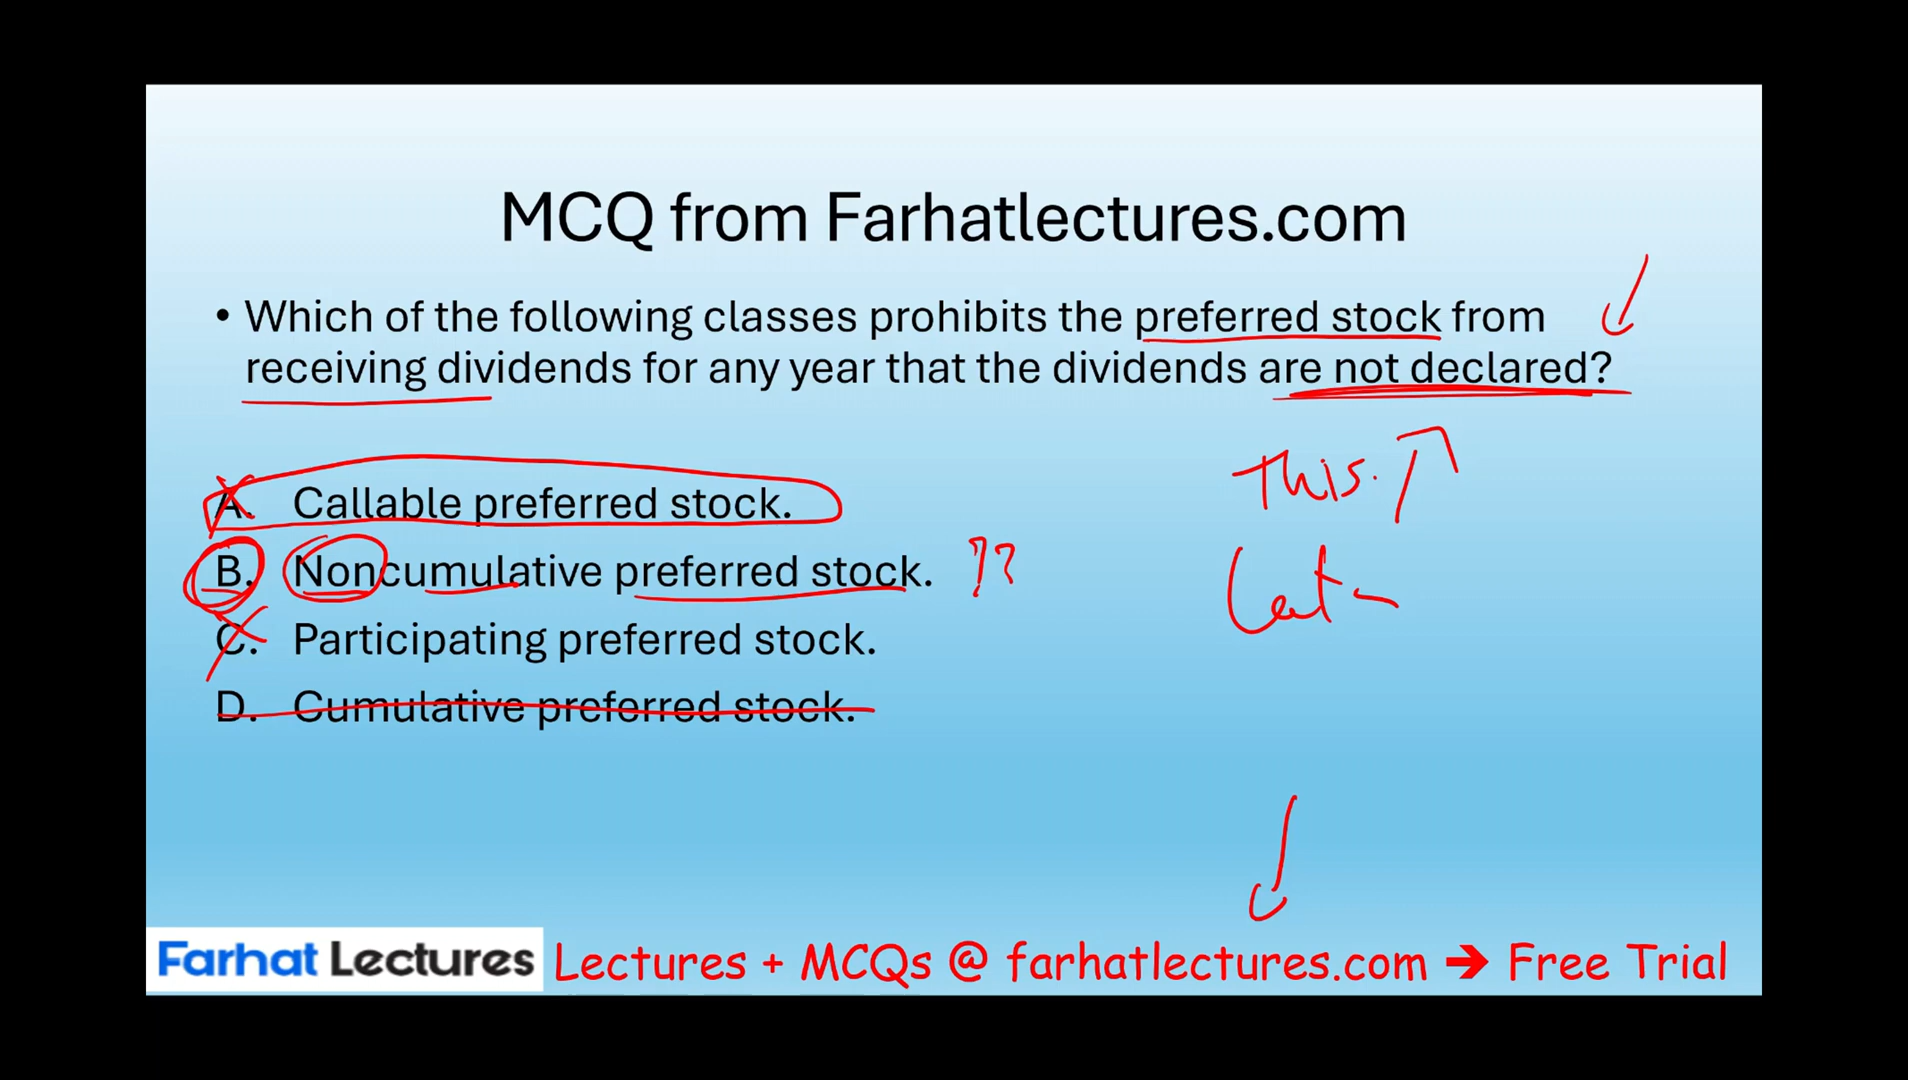 MCQ from Farhatlectures.com
• Which of the following classes prohibits the preferred stock from
receiving dividends for any year that the dividends are not declared?
This.
A. Callable preferred stock.
B. Noncumulative preferred stock. ??
C. Participating preferred stock.
D. Cumulative preferred stock.
Farhat Lectures Lectures + MCQs @ farhatlectures.com → Free Trial